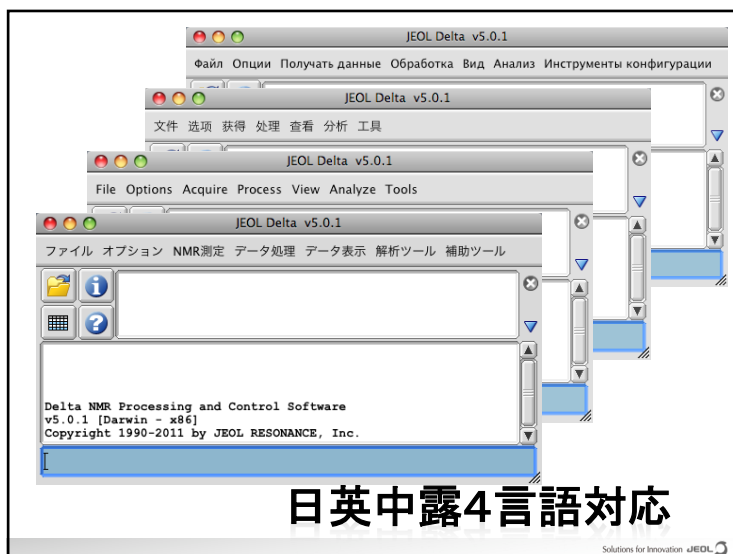 JEOL Delta v5.0.1
Файл Опции Получать данные Обработка Вид Анализ Инструменты конфигурации
JEOL Delta v5.0.1
文件 选项 获得 处理 查看 分析 工具
JEOL Delta v5.0.1
File Options Acquire Process View Analyze Tools
JEOL Delta v5.0.1
ファイル オプション NMR測定 データ処理 データ表示 解析ツール 補助ツール
Delta NMR Processing and Control Software
v5.0.1 [Darwin - x86]
Copyright 1990-2011 by JEOL RESONANCE, Inc.
日英中露4言語対応
Solutions for Innovation JEOL